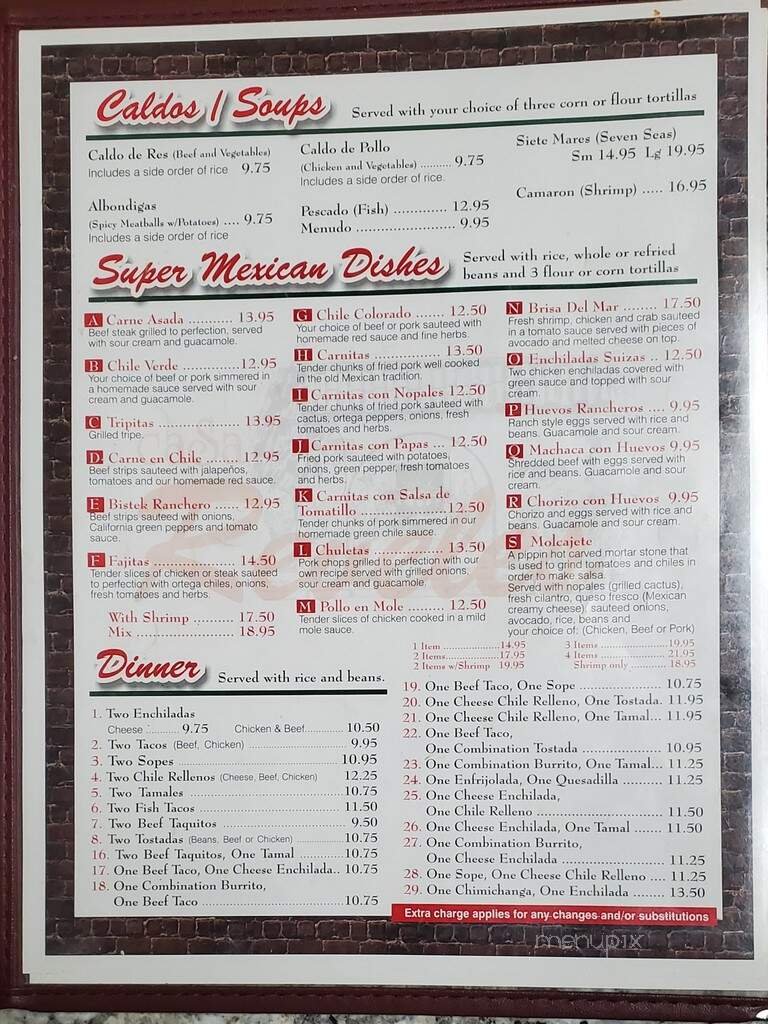 Caldos / Soups Served with your choice of three corn or flour tortillas
Caldo de Res (Beef and Vegetables)
Includes a side order of rice 9.75
Albondigas
(Spicy Meatballs w/Potatoes) .... 9.75
Includes a side order of rice
Caldo de Pollo
(Chicken and Vegetables) .......... 9.75
Includes a side order of rice.
Pescado (Fish) ............. 12.95
Menudo ........................ 9.95
Siete Mares (Seven Seas)
Sm 14.95 Lg 19.95
Camaron (Shrimp) ..... 16.95
Super Mexican Dishes Served with rice, whole or refried
beans and 3 flour or corn tortillas
A Carne Asada ........... 13.95
Beef steak grilled to perfection, served
with sour cream and guacamole.
B Chile Verde .............. 12.95
Your choice of beef or pork simmered in
a homemade sauce served with sour
cream and guacamole.
C Tripitas .................... 13.95
Grilled tripe.
D. Carne en Chile ........ 12.95
Beef strips sauteed with jalapeños,
tomatoes and our homemade red sauce.
E Bistek Ranchero ...... 12.95
Beef strips sauteed with onions,
California green peppers and tomato
sauce.
F Fajitas ..................... 14.50
Tender slices of chicken or steak sauteed
to perfection with ortega chiles, onions,
fresh tomatoes and herbs.
With Shrimp .......... 17.50
Mix ........................ 18.95
G Chile Colorado ....... 12.50
Your choice of beef or pork sauteed with
homemade red sauce and fine herbs.
H Carnitas ................. 13.50
Tender chunks of fried pork well cooked
in the old Mexican tradition.
I Carnitas con Nopales 12.50
Tender chunks of fried pork sauteed with
cactus, ortega peppers, onions, fresh
tomatoes and herbs.
J Carnitas con Papas ... 12.50
Fried pork sauteed with potatoes,
onions, green pepper, fresh tomatoes
and herbs.
K Carnitas con Salsa de
Tomatillo .................. 12.50
Tender chunks of pork simmered in our
homemade green chile sauce.
L Chuletas ................. 13.50
Pork chops grilled to perfection with our
own recipe served with grilled onions,
sour cream and guacamole.
M Pollo en Mole ......... 12.50
Tender slices of chicken cooked in a mild
mole sauce.
N Brisa Del Mar ........ 17.50
Fresh shrimp, chicken and crab sauteed
in a tomato sauce served with pieces of
avocado and melted cheese on top.
O Enchiladas Suizas .. 12.50
Two chicken enchiladas covered with
green sauce and topped with sour
cream.
P Huevos Rancheros .... 9.95
Ranch style eggs served with rice and
beans. Guacamole and sour cream.
Q Machaca con Huevos 9.95
Shredded beef with eggs served with
rice and beans. Guacamole and sour
cream.
R Chorizo con Huevos 9.95
Chorizo and eggs served with rice and
beans. Guacamole and sour cream.
S Molcajete
A pippin hot carved mortar stone that
is used to grind tomatoes and chiles in
order to make salsa.
Served with nopales (grilled cactus),
fresh cilantro, queso fresco (Mexican
creamy cheese), sauteed onions,
avocado, rice, beans and
your choice of: (Chicken, Beef or Pork)
1 Item ..................... 14.95
2 Items .................... 17.95
2 Items w/Shrimp 19.95
3 Items ..................... 19.95
4 Items ..................... 21.95
Shrimp only ............ 18.95
Dinner Served with rice and beans.
1. Two Enchiladas
Cheese .......... 9.75 Chicken & Beef ............ 10.50
2. Two Tacos (Beef, Chicken) ........................ 9.95
3. Two Sopes ................................... 10.95
4. Two Chile Rellenos (Cheese, Beef, Chicken) 12.25
5. Two Tamales ................................ 10.75
6. Two Fish Tacos ............................. 11.50
7. Two Beef Taquitos ......................... 9.50
8. Two Tostadas (Beans, Beef or Chicken) ........... 10.75
16. Two Beef Taquitos, One Tamal ........... 10.75
17. One Beef Taco, One Cheese Enchilada.. 10.75
18. One Combination Burrito,
One Beef Taco ............................... 10.75
19. One Beef Taco, One Sope .................... 10.75
20. One Cheese Chile Relleno, One Tostada. 11.95
21. One Cheese Chile Relleno, One Tamal... 11.95
22. One Beef Taco,
One Combination Tostada ................... 10.95
23. One Combination Burrito, One Tamal... 11.25
24. One Enfrijolada, One Quesadilla ......... 11.25
25. One Cheese Enchilada,
One Chile Relleno .............................. 11.50
26. One Cheese Enchilada, One Tamal ....... 11.50
27. One Combination Burrito,
One Cheese Enchilada ........................ 11.25
28. One Sope, One Cheese Chile Relleno .... 11.25
29. One Chimichanga, One Enchilada ........ 13.50
Extra charge applies for any changes and/or substitutions
menupix